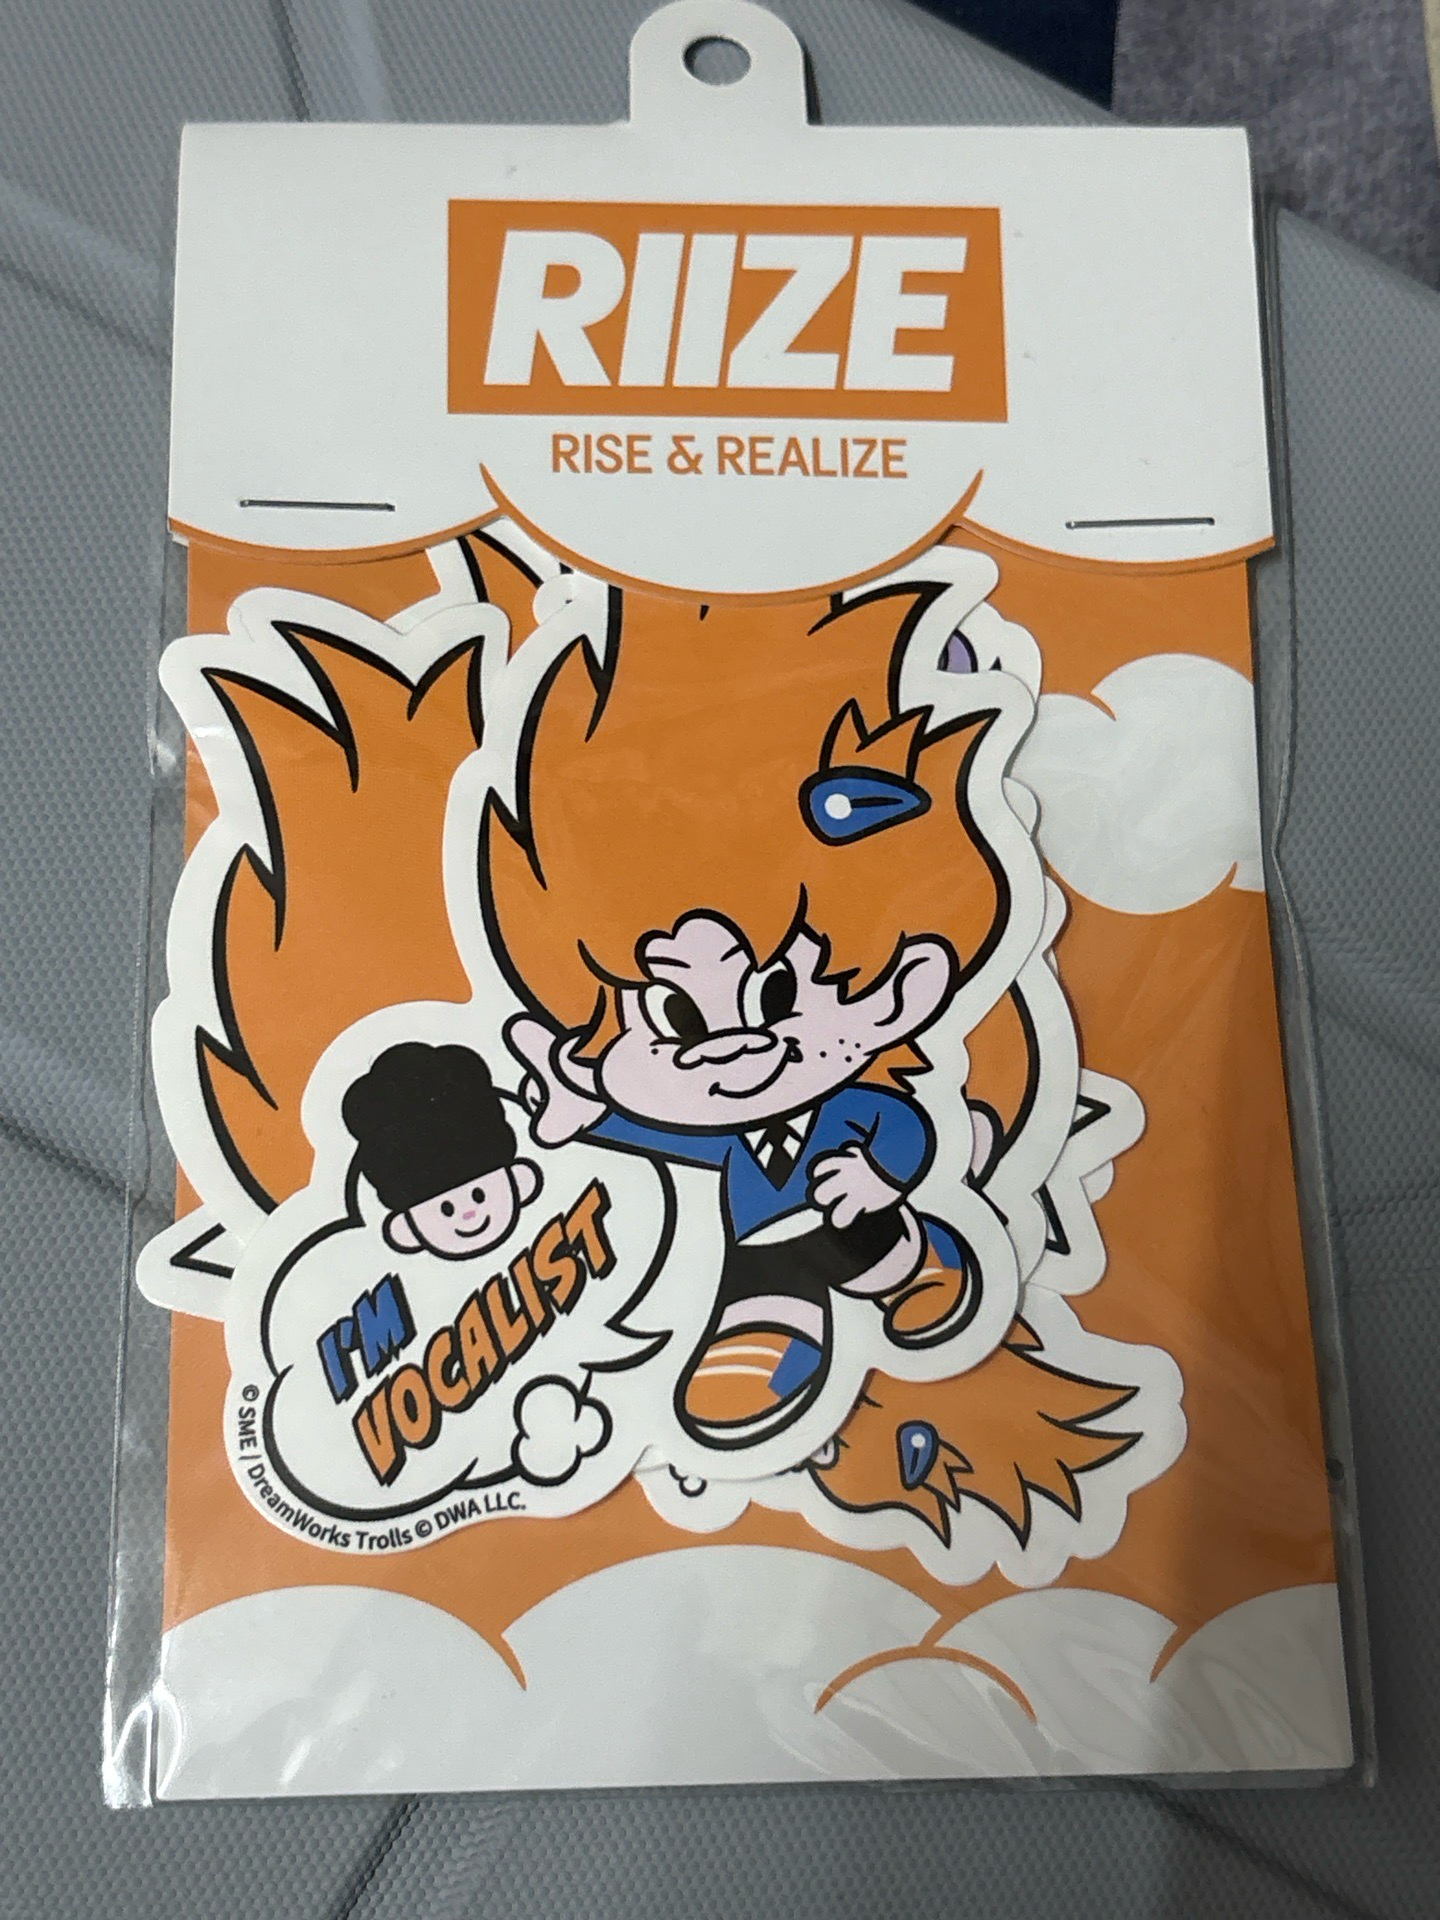 RIIZE
RISE & REALIZE
I'M
VOCALIST
© SME / DreamWorks Trolls © DWA LLC.